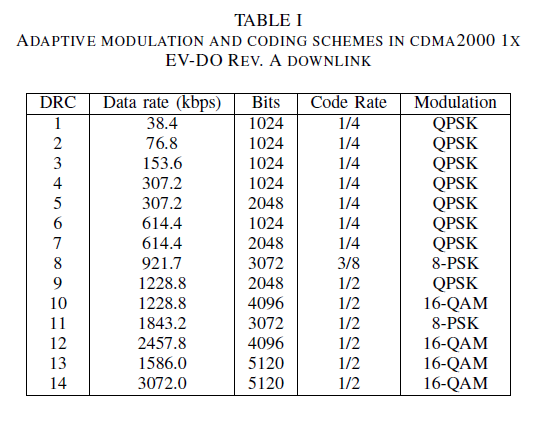 TABLE I
ADAPTIVE MODULATION AND CODING SCHEMES IN CDMA2000 1X
EV-DO REV. A DOWNLINK
DRC Data rate (kbps) Bits Code Rate Modulation
1 38.4 1024 1/4 QPSK
2 76.8 1024 1/4 QPSK
3 153.6 1024 1/4 QPSK
4 307.2 1024 1/4 QPSK
5 307.2 2048 1/4 QPSK
6 614.4 1024 1/4 QPSK
7 614.4 2048 1/4 QPSK
8 921.7 3072 3/8 8-PSK
9 1228.8 2048 1/2 QPSK
10 1228.8 4096 1/2 16-QAM
11 1843.2 3072 1/2 8-PSK
12 2457.8 4096 1/2 16-QAM
13 1586.0 5120 1/2 16-QAM
14 3072.0 5120 1/2 16-QAM